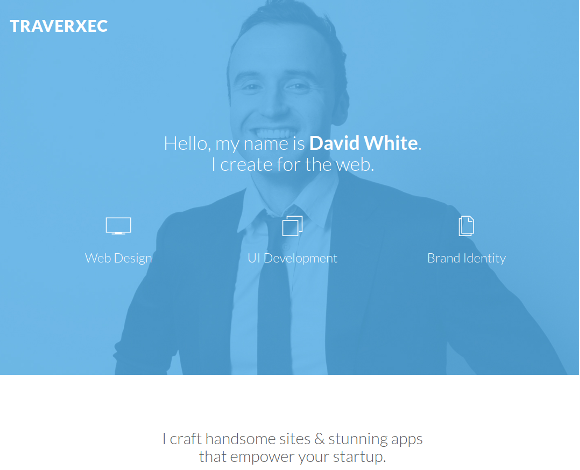 TRAVERXEC
Hello, my name is David White.
I create for the web.
Web Design
UI Development
Brand Identity
I craft handsome sites & stunning apps
that empower your startup.